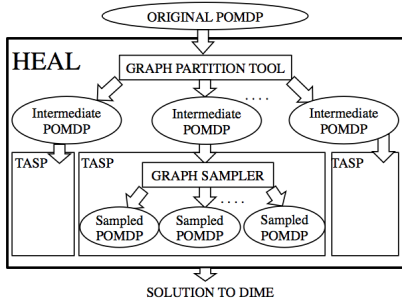 ORIGINAL POMDP
HEAL
GRAPH PARTITION TOOL
....
Intermediate
POMDP
Intermediate
POMDP
Intermediate
POMDP
TASP
TASP
TASP
GRAPH SAMPLER
....
Sampled
POMDP
Sampled
POMDP
Sampled
POMDP
SOLUTION TO DIME